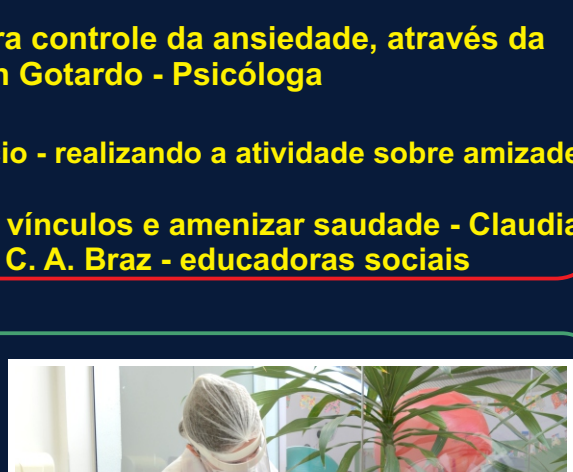 ra controle da ansiedade, através da
n Gotardo - Psicóloga
io - realizando a atividade sobre amizade
vínculos e amenizar saudade - Claudia
C. A. Braz - educadoras sociais